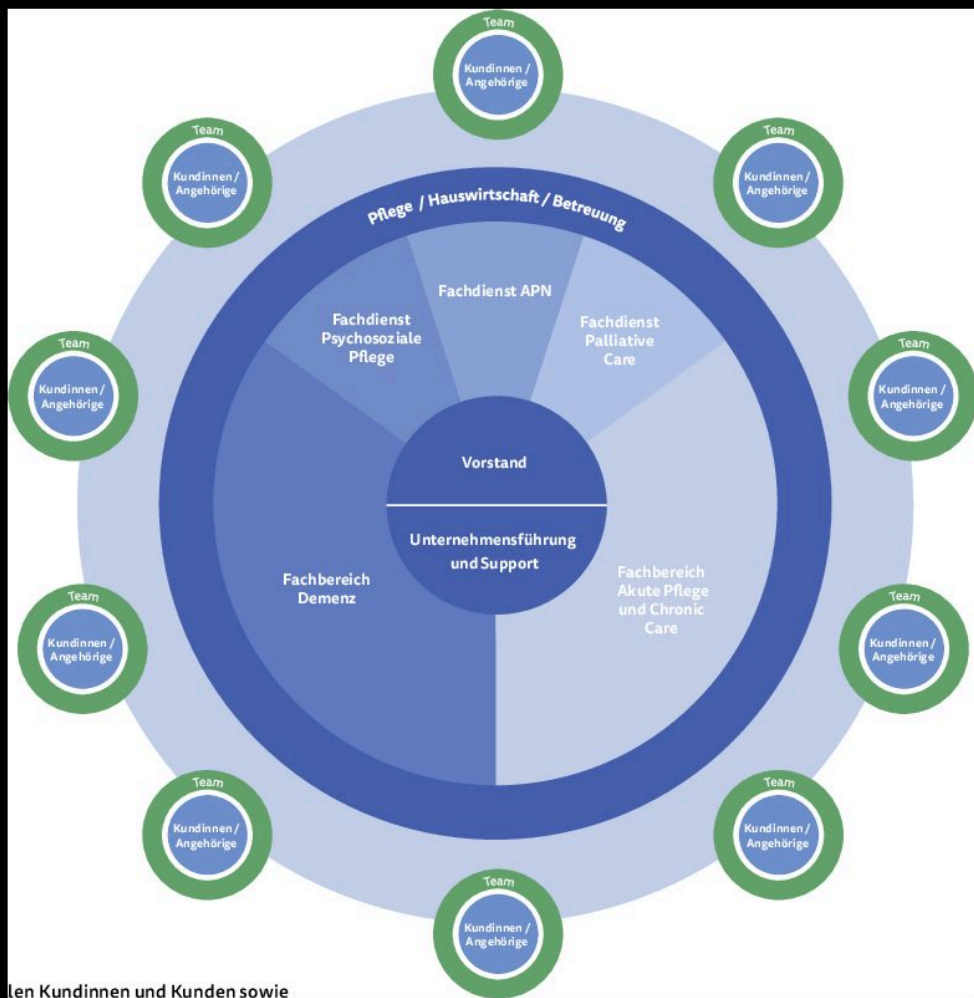 Team
Kundinnen /
Angehörige
Team
Kundinnen /
Angehörige
Team
Kundinnen /
Angehörige
Pflege / Hauswirtschaft / Betreuung
Fachdienst APN
Fachdienst
Psychosoziale
Pflege
Fachdienst
Palliative
Care
Team
Kundinnen /
Angehörige
Team
Kundinnen /
Angehörige
Vorstand
Unternehmensführung
und Support
Fachbereich
Demenz
Fachbereich
Akute Pflege
und Chronic
Care
Team
Kundinnen /
Angehörige
Team
Kundinnen /
Angehörige
Team
Kundinnen /
Angehörige
Team
Kundinnen /
Angehörige
Team
Kundinnen /
Angehörige
len Kundinnen und Kunden sowie